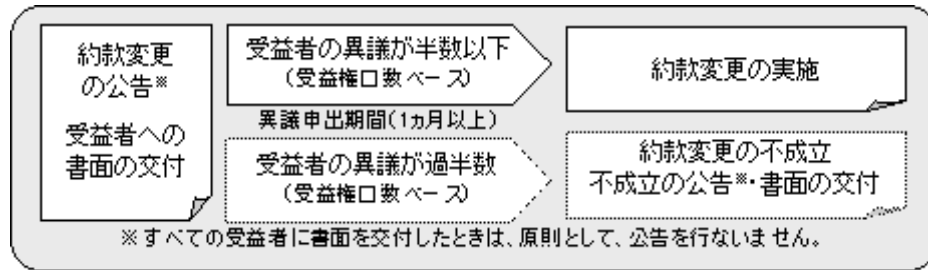 約款変更
の公告※
受益者への
書面の交付
受益者の異議が半数以下
(受益権口数ベース)
約款変更の実施
異議申出期間(1ヵ月以上)
受益者の異議が過半数
(受益権口数ベース)
約款変更の不成立
不成立の公告※・書面の交付
※すべての受益者に書面を交付したときは、原則として、公告を行ないません。